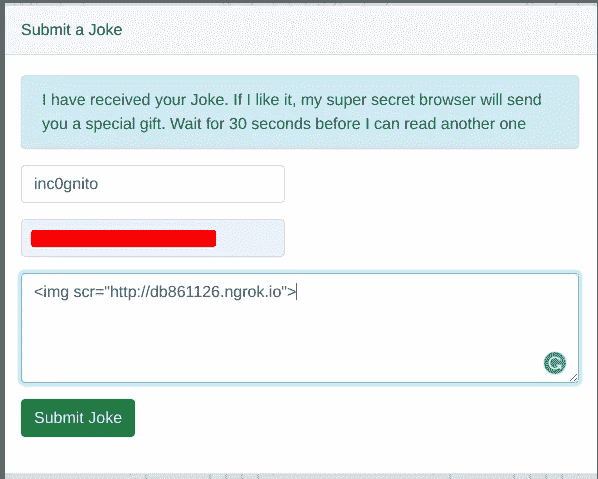 Submit a Joke
I have received your Joke. If I like it, my super secret browser will send
you a special gift. Wait for 30 seconds before I can read another one
inc0gnito
<img scr="http://db861126.ngrok.io">
Submit Joke